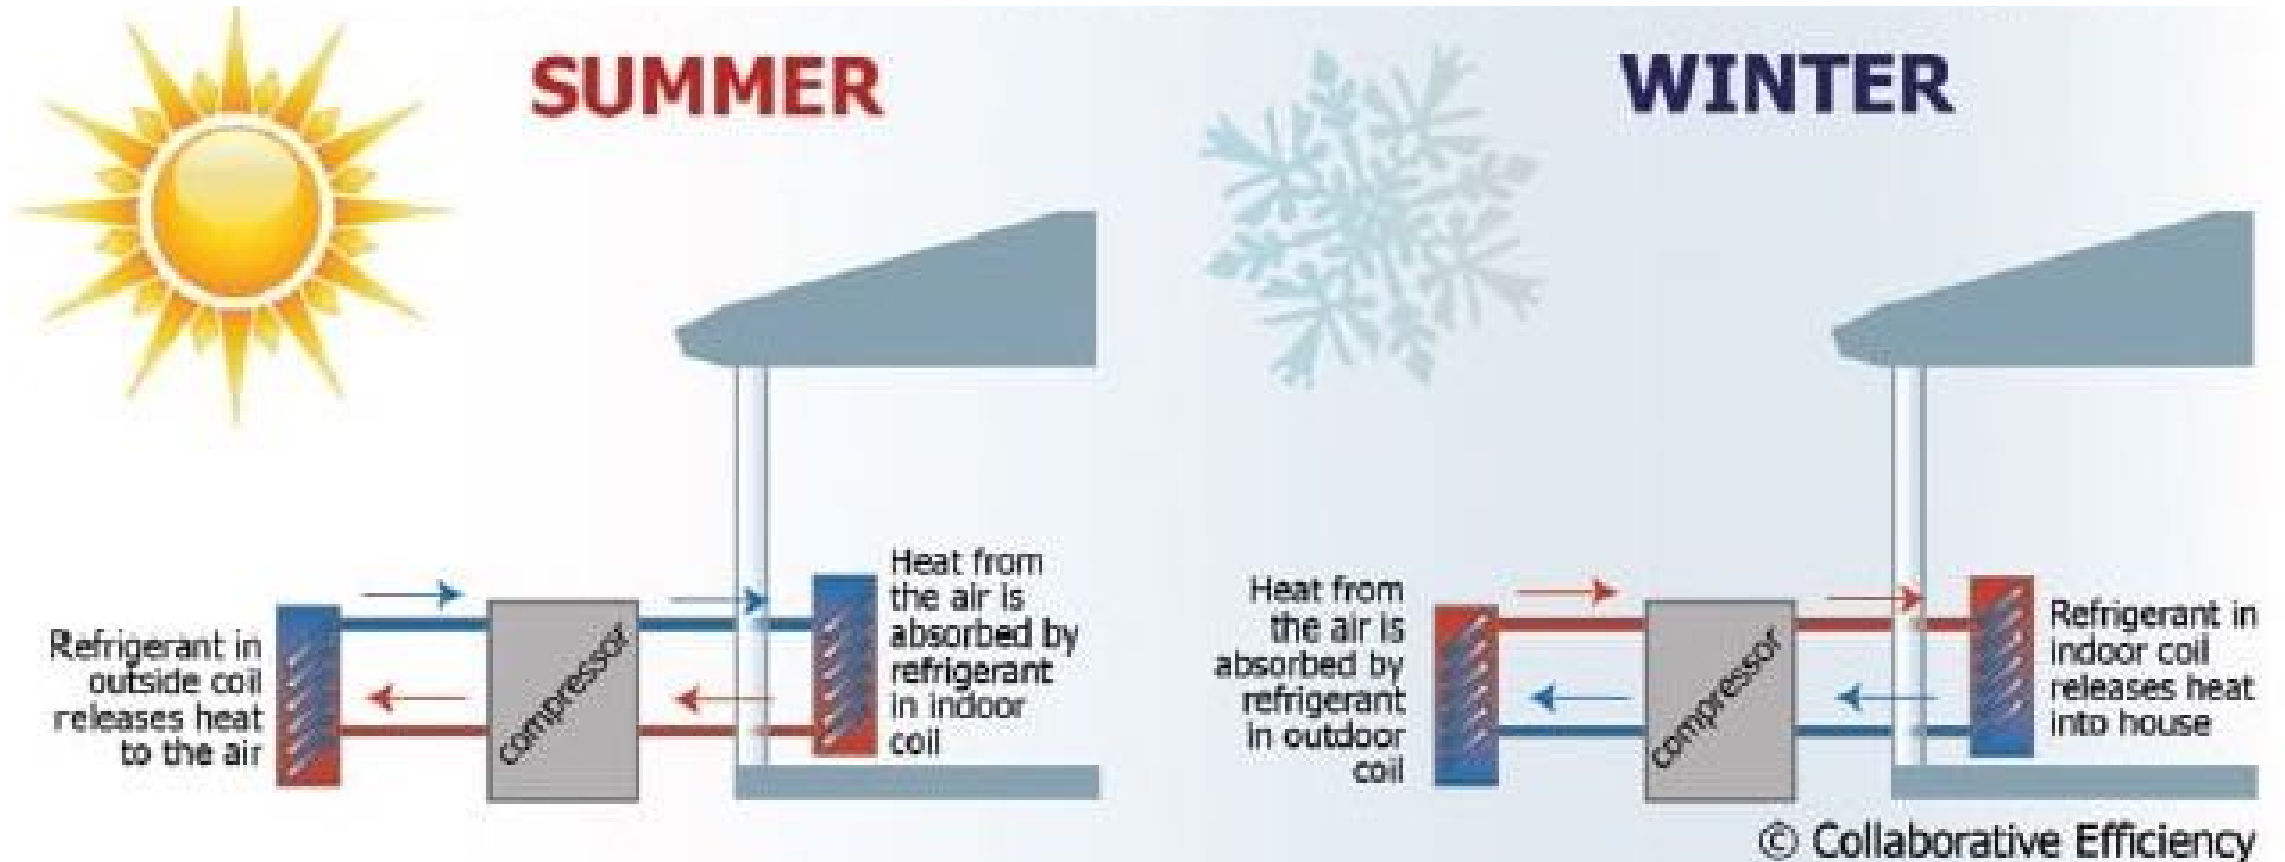 SUMMER
WINTER
Refrigerant in
outside coil
releases heat
to the air
compressor
Heat from
the air is
absorbed by
refrigerant
in indoor
coil
Heat from
the air is
absorbed by
refrigerant
in outdoor
coil
compressor
Refrigerant in
indoor coil
releases heat
into house
© Collaborative Efficiency